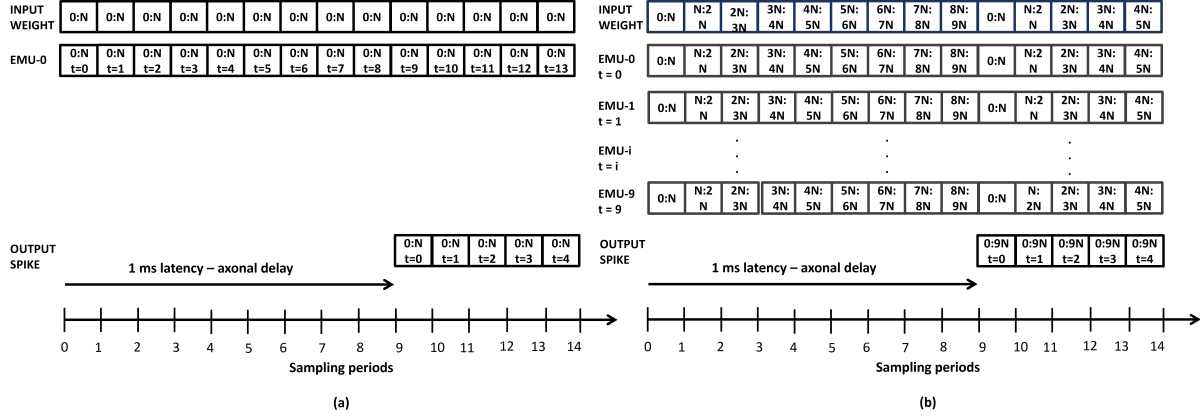 INPUT
WEIGHT
0:N 0:N 0:N 0:N 0:N 0:N 0:N 0:N 0:N 0:N 0:N 0:N 0:N 0:N
EMU-0
0:N 0:N 0:N 0:N 0:N 0:N 0:N 0:N 0:N 0:N 0:N 0:N 0:N 0:N
t=0 t=1 t=2 t=3 t=4 t=5 t=6 t=7 t=8 t=9 t=10 t=11 t=12 t=13
OUTPUT
SPIKE
0:N 0:N 0:N 0:N 0:N
t=0 t=1 t=2 t=3 t=4
1 ms latency – axonal delay
0 1 2 3 4 5 6 7 8 9 10 11 12 13 14
Sampling periods
(a)
INPUT
WEIGHT
0:N N:2 2N: 3N: 4N: 5N: 6N: 7N: 8N: 0:N N:2 2N: 3N: 4N:
N 3N 4N 5N 6N 7N 8N 9N N 3N 4N 5N
EMU-0
t = 0
0:N N:2 2N: 3N: 4N: 5N: 6N: 7N: 8N: 0:N N:2 2N: 3N: 4N:
N 3N 4N 5N 6N 7N 8N 9N N 3N 4N 5N
EMU-1
t = 1
0:N N:2 2N: 3N: 4N: 5N: 6N: 7N: 8N: 0:N N:2 2N: 3N: 4N:
N 3N 4N 5N 6N 7N 8N 9N N 3N 4N 5N
EMU-i
t = i
EMU-9
t = 9
0:N N:2 2N: 3N: 4N: 5N: 6N: 7N: 8N: 0:N N: 2N: 3N: 4N:
N 3N 4N 5N 6N 7N 8N 9N 2N 3N 4N 5N
OUTPUT
SPIKE
0:9N 0:9N 0:9N 0:9N 0:9N
t=0 t=1 t=2 t=3 t=4
1 ms latency – axonal delay
0 1 2 3 4 5 6 7 8 9 10 11 12 13 14
Sampling periods
(b)